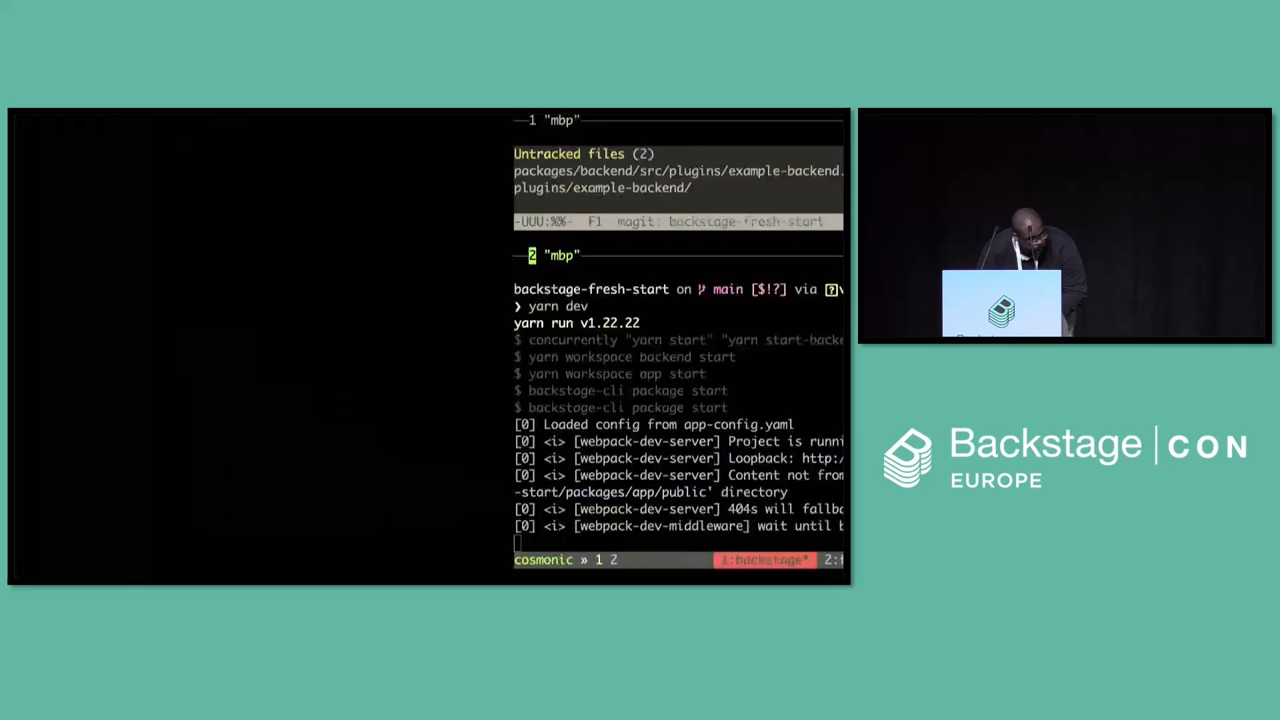 1 "mbp"
Untracked files (2)
packages/backend/src/plugins/example-backend.
plugins/example-backend/
-UUU:%%- F1 magit: backstage-fresh-start
2 "mbp"
backstage-fresh-start on main [$!?] via
❯ yarn dev
yarn run v1.22.22
$ concurrently "yarn start" "yarn start-backe
$ yarn workspace backend start
$ yarn workspace app start
$ backstage-cli package start
$ backstage-cli package start
[0] Loaded config from app-config.yaml
[0] <i> [webpack-dev-server] Project is runni
[0] <i> [webpack-dev-server] Loopback: http:/
[0] <i> [webpack-dev-server] Content not from
-start/packages/app/public' directory
[0] <i> [webpack-dev-server] 404s will fallba
[0] <i> [webpack-dev-middleware] wait until b
cosmonic » 1 2 1:backstage* 2:
Backstage | CON
EUROPE